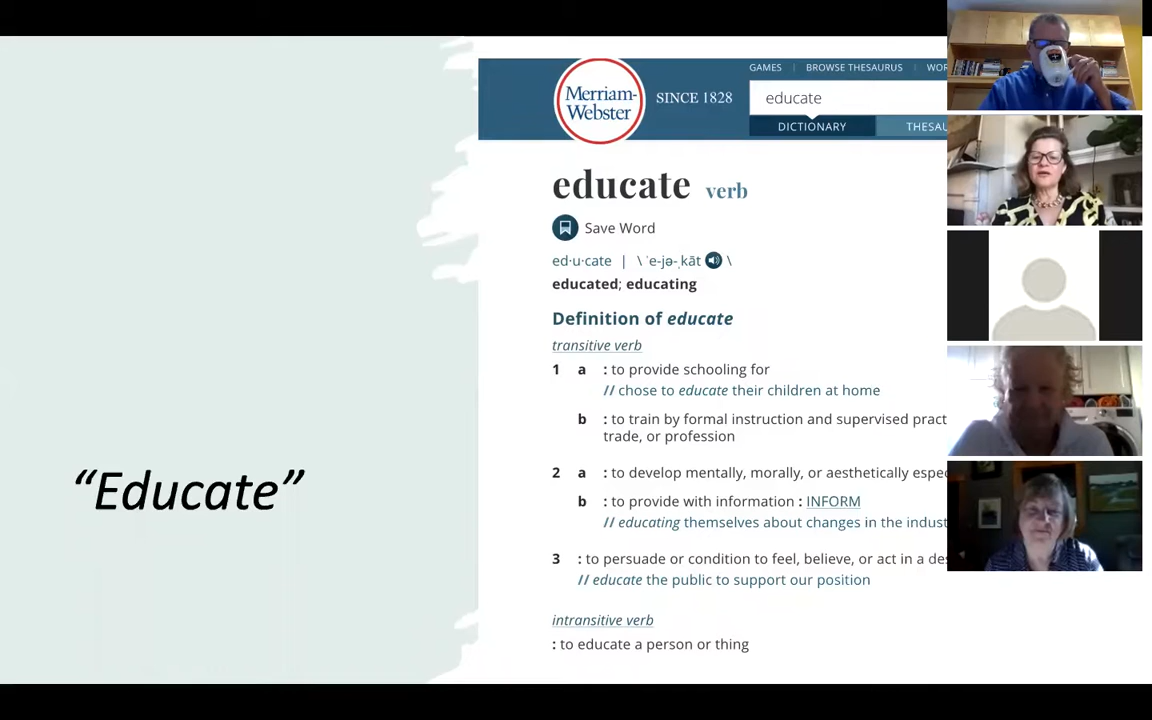 GAMES | BROWSE THESAURUS |
Merriam-
Webster
SINCE 1828
educate
DICTIONARY
educate verb
Save Word
ed·u·cate | \ ˈe-jə-ˌkāt \
educated; educating
Definition of educate
transitive verb
1 a : to provide schooling for
// chose to educate their children at home
b : to train by formal instruction and supervised
trade, or profession
2 a : to develop mentally, morally, or aesthetically
b : to provide with information : INFORM
// educating themselves about changes in the
3 : to persuade or condition to feel, believe, or act in a
// educate the public to support our position
intransitive verb
: to educate a person or thing
“Educate”